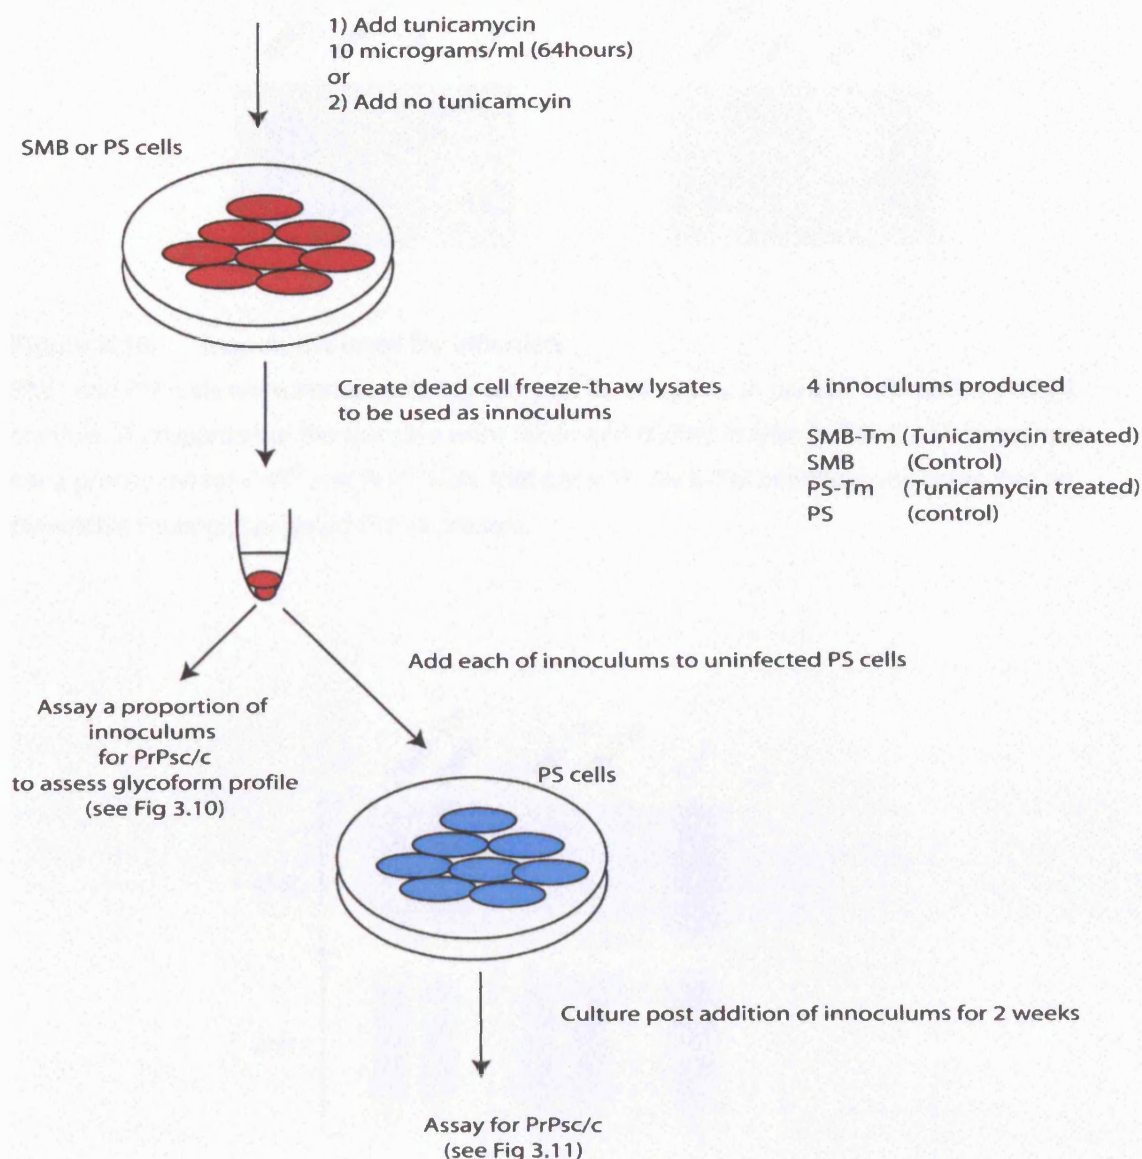 1) Add tunicamycin
10 micrograms/ml (64hours)
or
2) Add no tunicamcyin
SMB or PS cells
Create dead cell freeze-thaw lysates
to be used as innoculums
4 innoculums produced
SMB-Tm (Tunicamycin treated)
SMB (Control)
PS-Tm (Tunicamycin treated)
PS (control)
Add each of innoculums to uninfected PS cells
Assay a proportion of
innoculums
for PrPsc/c
to assess glycoform profile
(see Fig 3.10)
PS cells
Culture post addition of innoculums for 2 weeks
Assay for PrPsc/c
(see Fig 3.11)